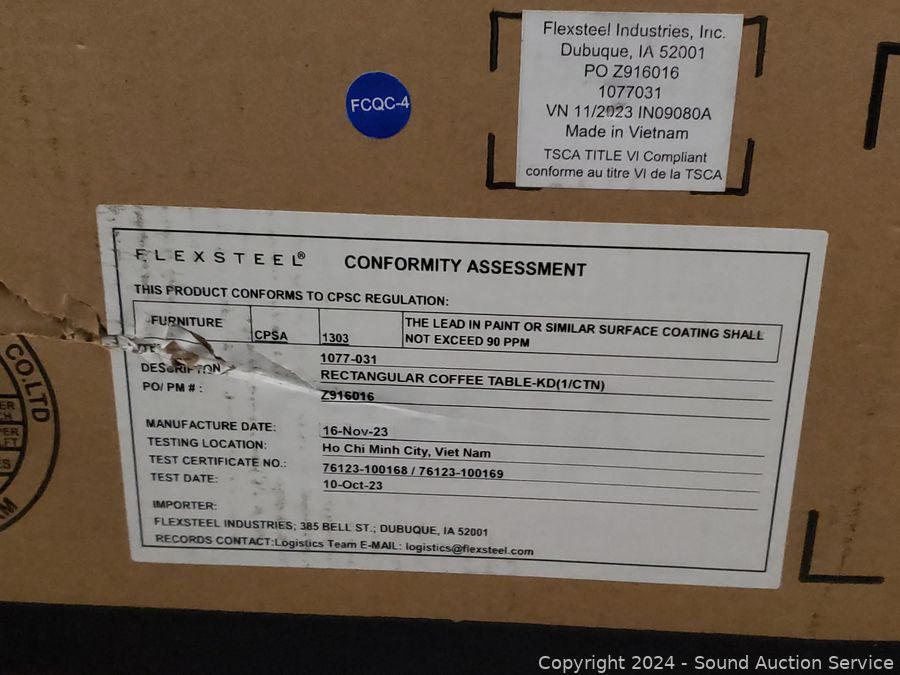 Flexsteel Industries, Inc.
Dubuque, IA 52001
PO Z916016
1077031
VN 11/2023 IN09080A
Made in Vietnam
TSCA TITLE VI Compliant
conforme au titre VI de la TSCA
FCQC-4
FLEXSTEEL® CONFORMITY ASSESSMENT
THIS PRODUCT CONFORMS TO CPSC REGULATION:
FURNITURE CPSA 1303 THE LEAD IN PAINT OR SIMILAR SURFACE COATING SHALL
NOT EXCEED 90 PPM
1077-031
RECTANGULAR COFFEE TABLE-KD(1/CTN)
PO/ PM # : Z916016
MANUFACTURE DATE: 16-Nov-23
TESTING LOCATION: Ho Chi Minh City, Viet Nam
TEST CERTIFICATE NO.: 76123-100168 / 76123-100169
TEST DATE: 10-Oct-23
IMPORTER:
FLEXSTEEL INDUSTRIES; 385 BELL ST.; DUBUQUE, IA 52001
RECORDS CONTACT:Logistics Team E-MAIL: logistics@flexsteel.com
CO.LTD
Copyright © 2024 - Sound Auction Service